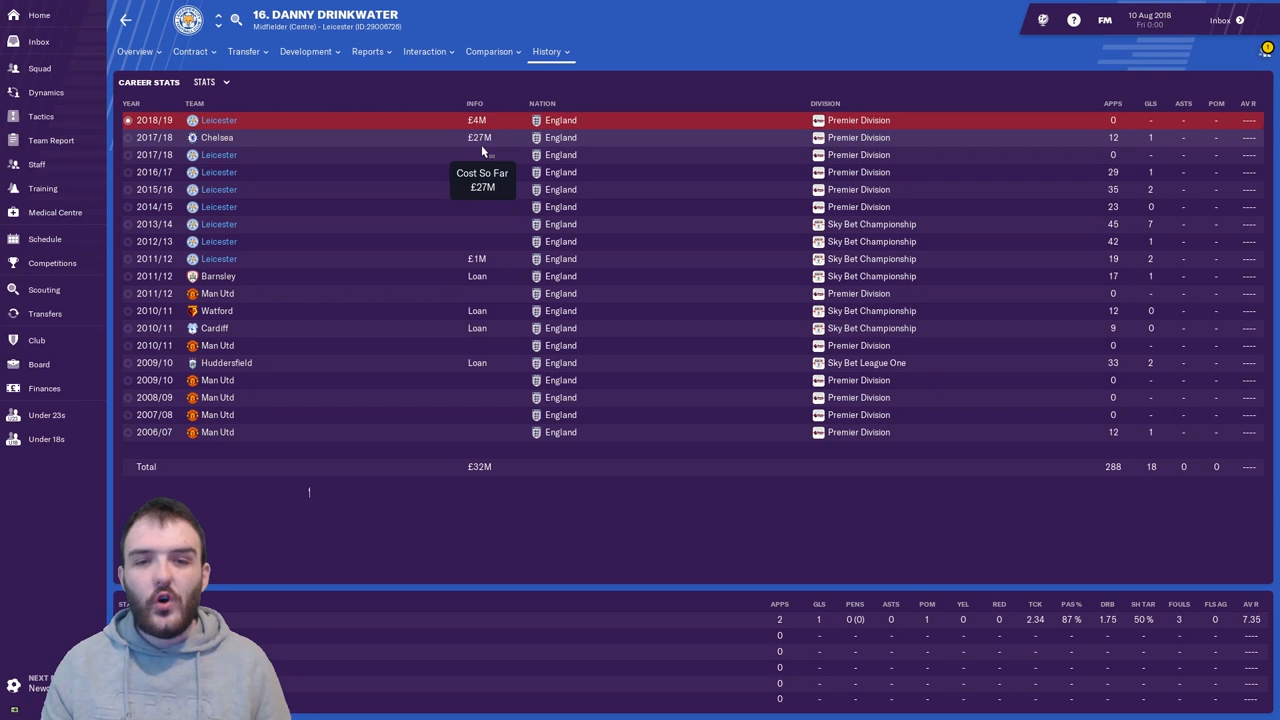 Home
Inbox
Squad
Dynamics
Tactics
Team Report
Staff
Training
Medical Centre
Schedule
Competitions
Scouting
Transfers
Club
Board
Finances
Under 23s
Under 18s
16. DANNY DRINKWATER
Midfielder (Centre) - Leicester (ID:29006726)
FM
10 Aug 2018
Fri 0:00
Inbox
Overview Contract Transfer Development Reports Interaction Comparison History
CAREER STATS STATS
YEAR TEAM INFO NATION DIVISION APPS GLS ASTS POM AV R
2018/19 Leicester £4M England Premier Division 0 - - - ----
2017/18 Chelsea £27M England Premier Division 12 1 - - ----
2017/18 Leicester England Premier Division 0 - - - ----
2016/17 Leicester England Premier Division 29 1 - - ----
2015/16 Leicester England Premier Division 35 2 - - ----
2014/15 Leicester England Premier Division 23 0 - - ----
2013/14 Leicester England Sky Bet Championship 45 7 - - ----
2012/13 Leicester England Sky Bet Championship 42 1 - - ----
2011/12 Leicester £1M England Sky Bet Championship 19 2 - - ----
2011/12 Barnsley Loan England Sky Bet Championship 17 1 - - ----
2011/12 Man Utd England Premier Division 0 - - - ----
2010/11 Watford Loan England Sky Bet Championship 12 0 - - ----
2010/11 Cardiff Loan England Sky Bet Championship 9 0 - - ----
2010/11 Man Utd England Premier Division 0 - - - ----
2009/10 Huddersfield Loan England Sky Bet League One 33 2 - - ----
2009/10 Man Utd England Premier Division 0 - - - ----
2008/09 Man Utd England Premier Division 0 - - - ----
2007/08 Man Utd England Premier Division 0 - - - ----
2006/07 Man Utd England Premier Division 12 1 - - ----
Cost So Far
£27M
Total £32M 288 18 0 0 ----
APPS GLS PENS ASTS POM YEL RED TCK PAS % DRB SH TAR FOULS FLS AG AV R
2 1 0 (0) 0 1 0 0 2.34 87 % 1.75 50 % 3 0 7.35
0 - - - - - - - - - - - - ----
0 - - - - - - - - - - - - ----
0 - - - - - - - - - - - - ----
0 - - - - - - - - - - - - ----
0 - - - - - - - - - - - - ----